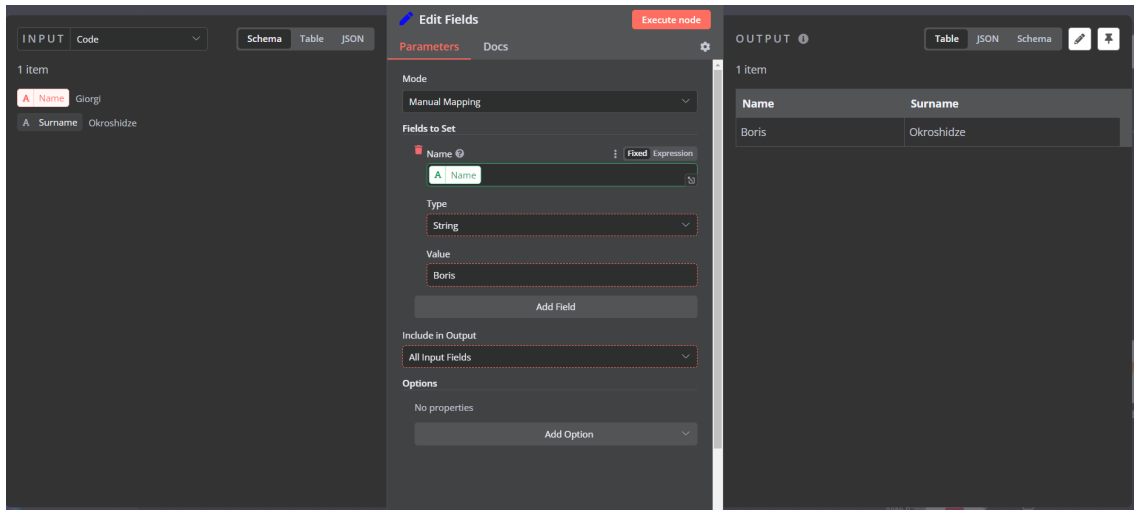 INPUT Code
Schema Table JSON
1 item
A Name Giorgi
A Surname Okroshidze
Edit Fields
Execute node
Parameters Docs
Mode
Manual Mapping
Fields to Set
Name
Fixed Expression
A Name
Type
String
Value
Boris
Add Field
Include in Output
All Input Fields
Options
No properties
Add Option
OUTPUT
Table JSON Schema
1 item
Name Surname
Boris Okroshidze